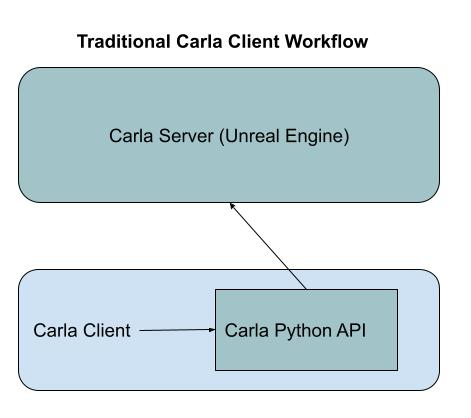 Traditional Carla Client Workflow
Carla Server (Unreal Engine)
Carla Client
Carla Python API